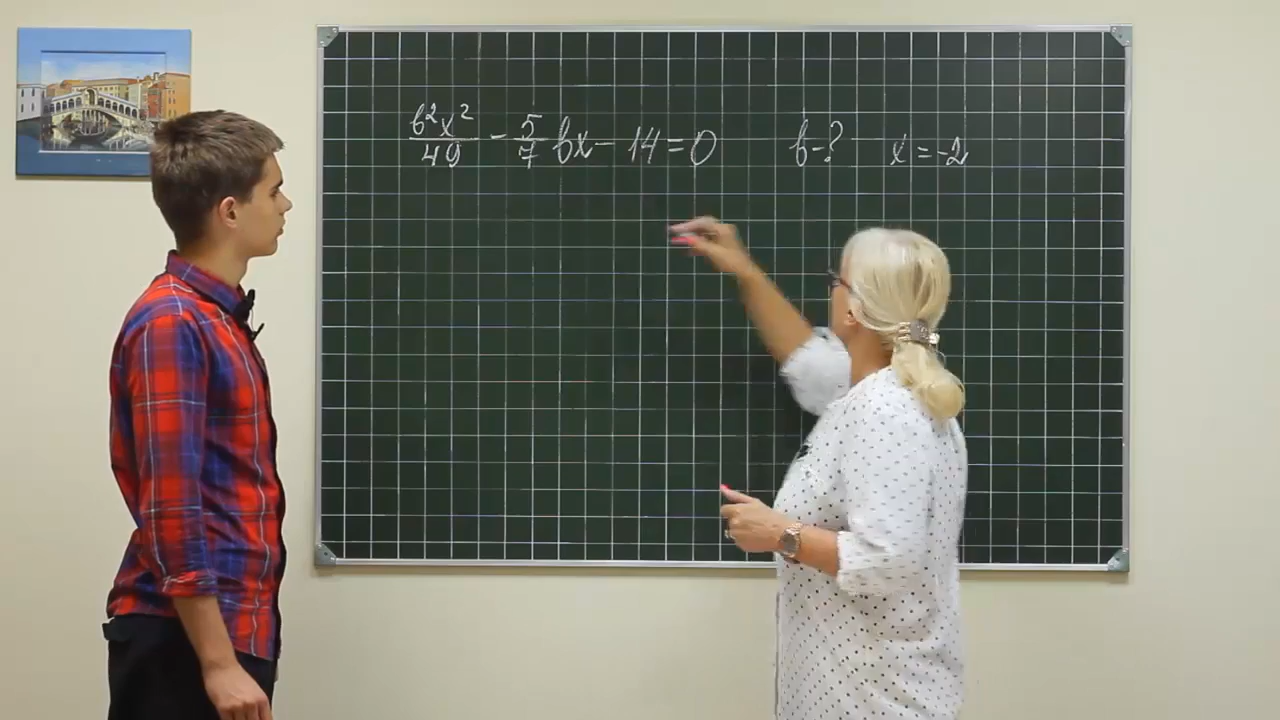 b²x²/49 - 5/7 bx - 14 = 0    b - ?    x = -2